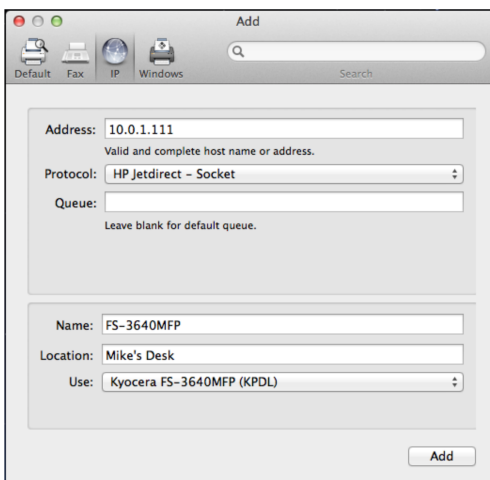 Add
Default Fax IP Windows
Search
Address: 10.0.1.111
Valid and complete host name or address.
Protocol: HP Jetdirect – Socket
Queue:
Leave blank for default queue.
Name: FS-3640MFP
Location: Mike's Desk
Use: Kyocera FS-3640MFP (KPDL)
Add